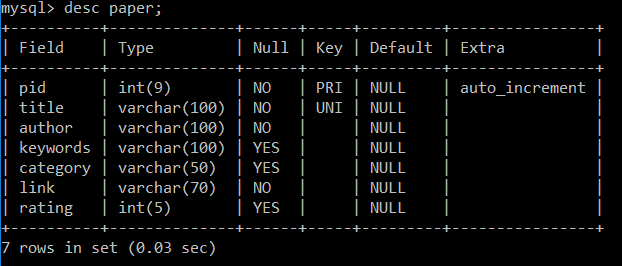 mysql> desc paper;
+----------+--------------+------+-----+---------+----------------+
| Field    | Type         | Null | Key | Default | Extra          |
+----------+--------------+------+-----+---------+----------------+
| pid      | int(9)       | NO   | PRI | NULL    | auto_increment |
| title    | varchar(100) | NO   | UNI | NULL    |                |
| author   | varchar(100) | NO   |     | NULL    |                |
| keywords | varchar(100) | YES  |     | NULL    |                |
| category | varchar(50)  | YES  |     | NULL    |                |
| link     | varchar(70)  | NO   |     | NULL    |                |
| rating   | int(5)       | YES  |     | NULL    |                |
+----------+--------------+------+-----+---------+----------------+
7 rows in set (0.03 sec)